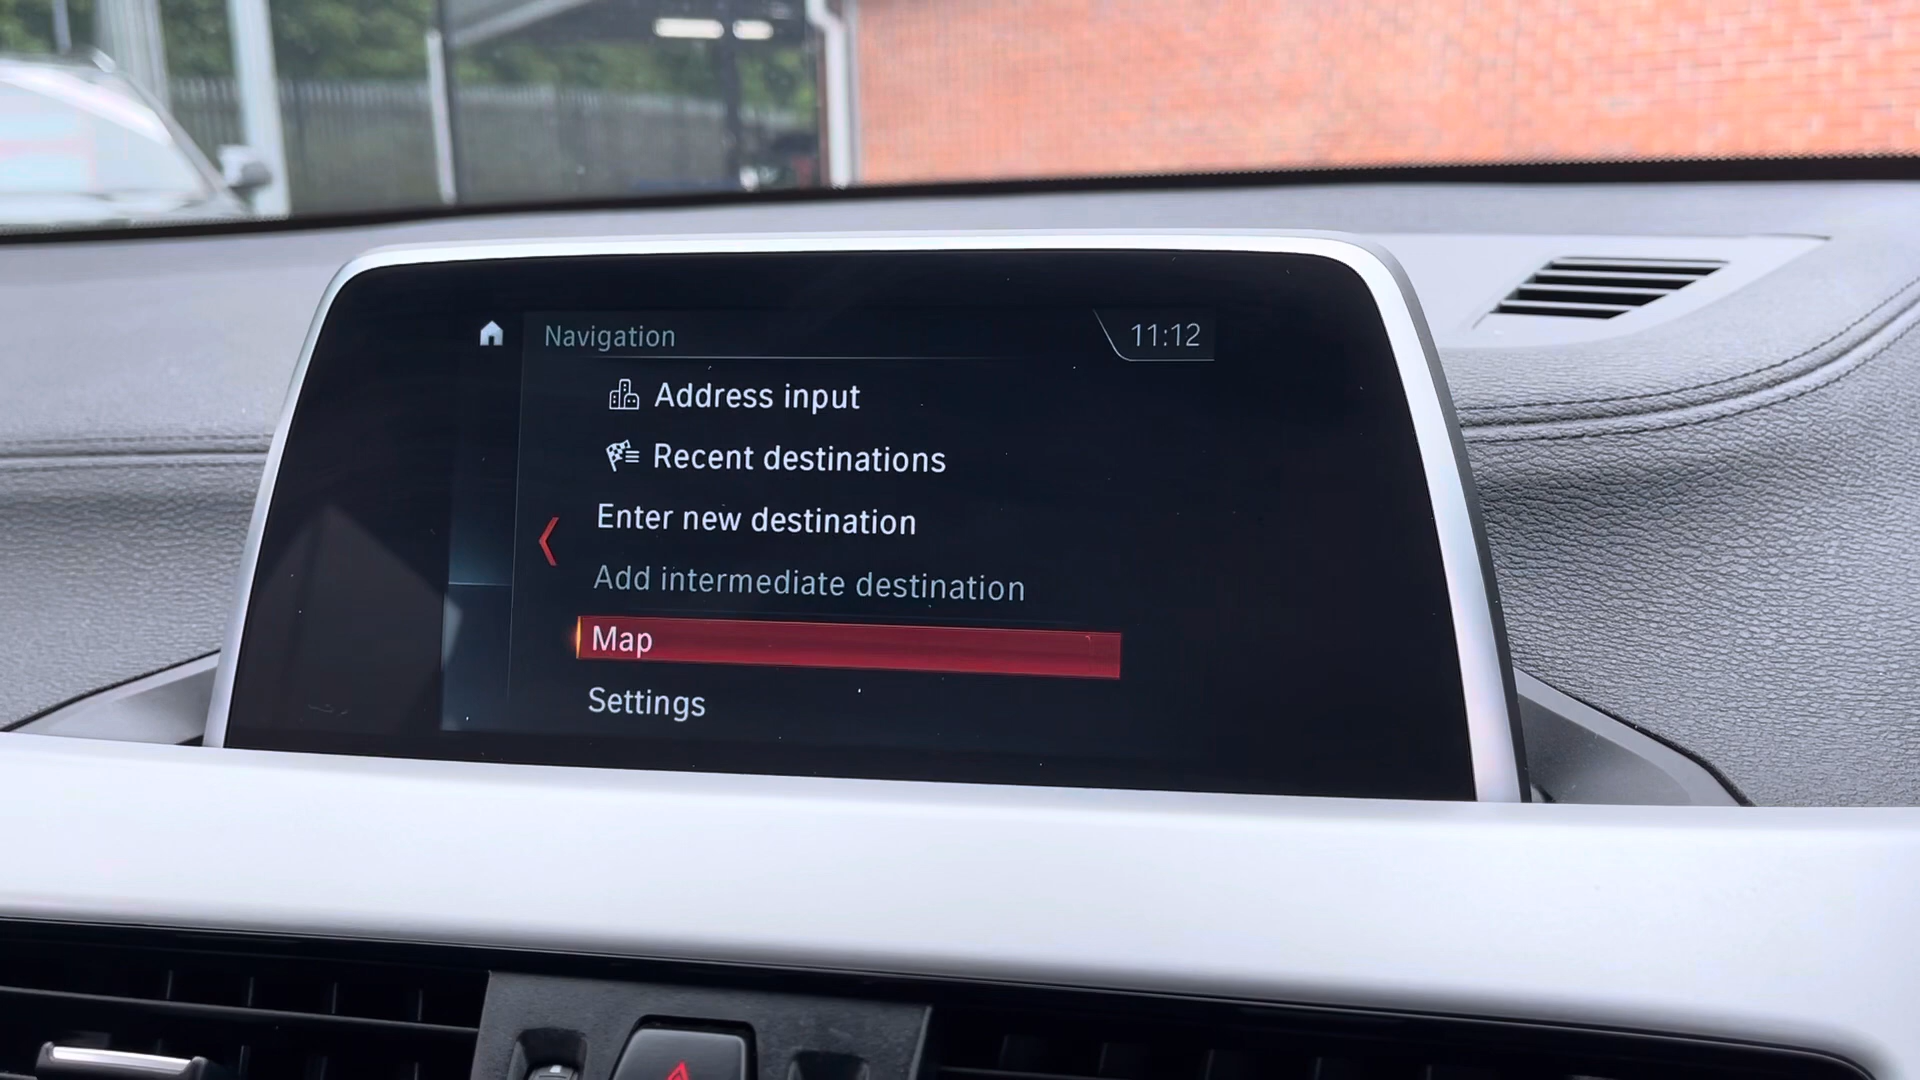 Navigation
11:12
Address input
Recent destinations
Enter new destination
Add intermediate destination
Map
Settings